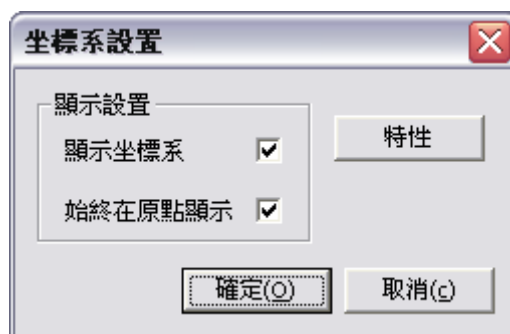 坐標系設置
顯示設置
顯示坐標系
特性
始終在原點顯示
確定(O)
取消(c)